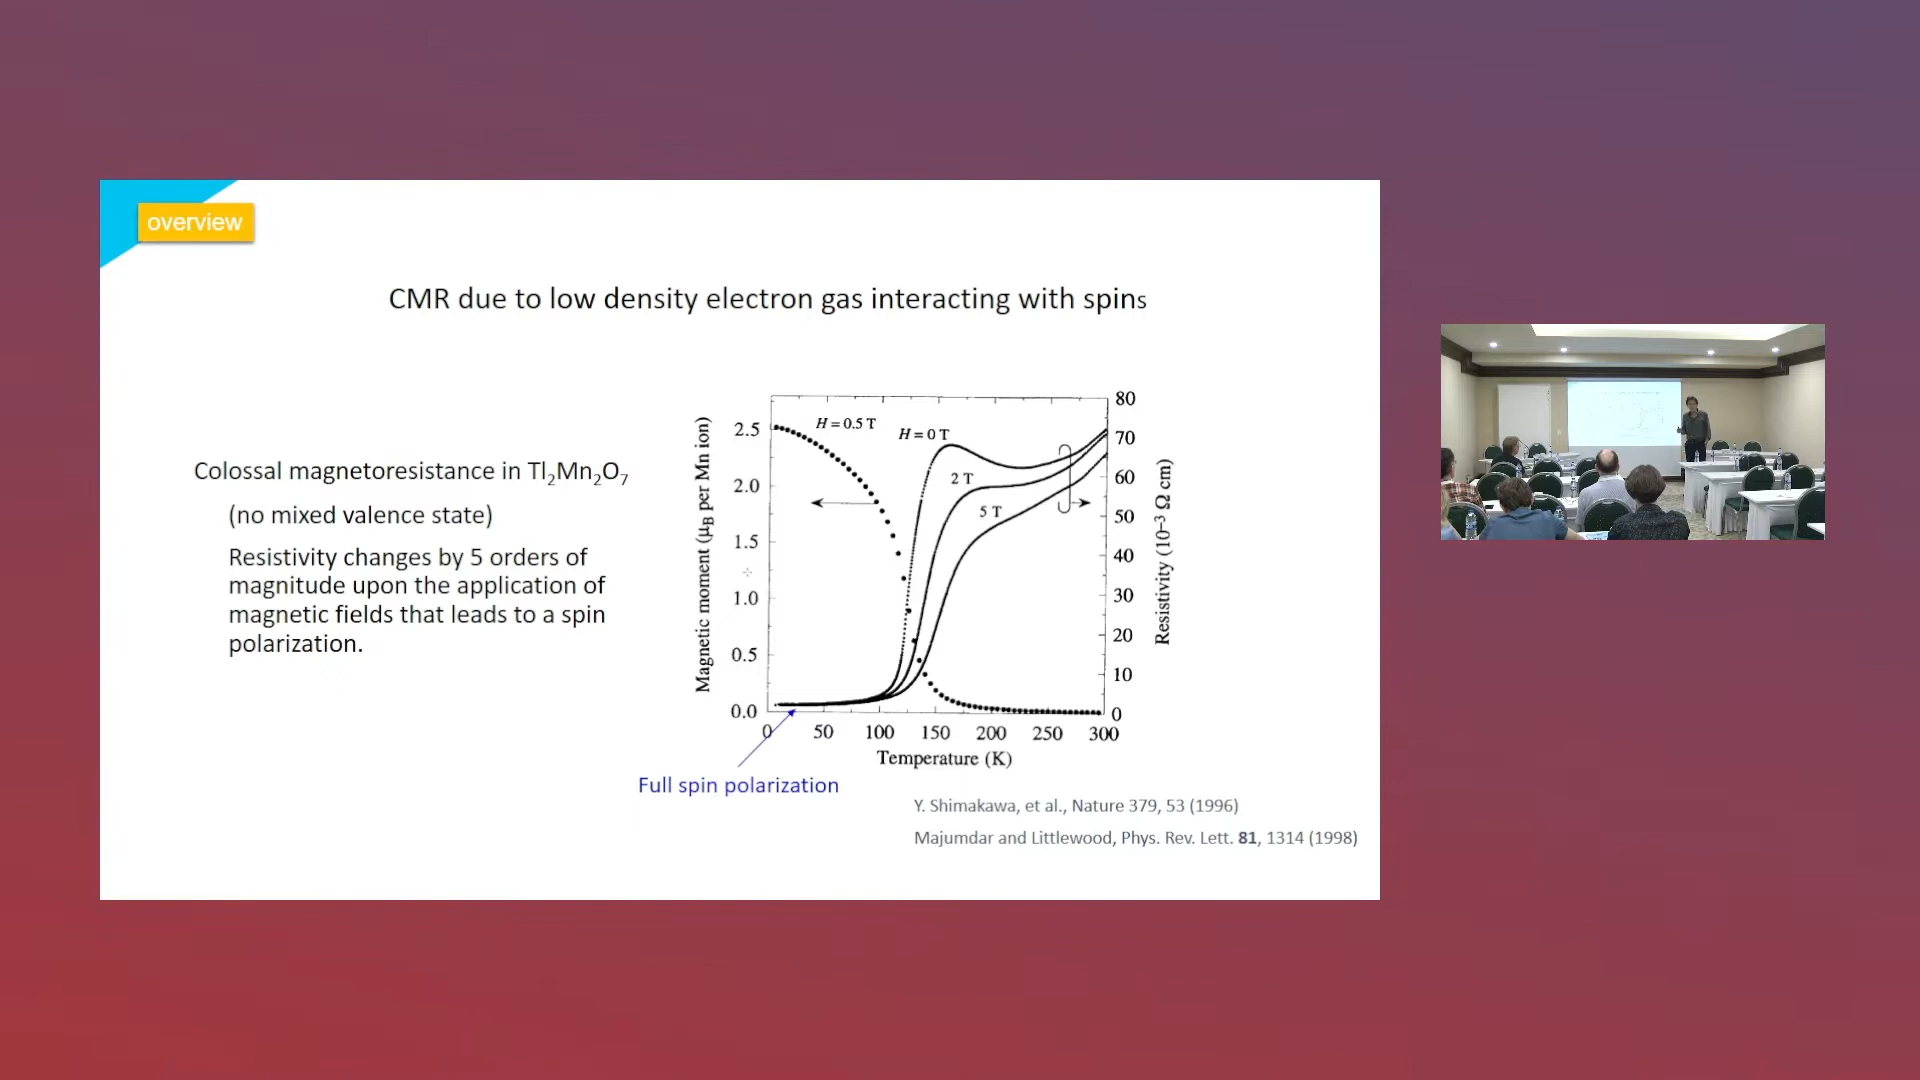 overview
CMR due to low density electron gas interacting with spins
Colossal magnetoresistance in Tl₂Mn₂O₇
(no mixed valence state)
Resistivity changes by 5 orders of
magnitude upon the application of
magnetic fields that leads to a spin
polarization.
Magnetic moment (μB per Mn ion)
2.5
2.0
1.5
1.0
0.5
0.0
H = 0.5 T
H = 0 T
2 T
5 T
80
70
60
50
40
30
20
10
0
Resistivity (10⁻³ Ω cm)
0 50 100 150 200 250 300
Temperature (K)
Full spin polarization
Y. Shimakawa, et al., Nature 379, 53 (1996)
Majumdar and Littlewood, Phys. Rev. Lett. 81, 1314 (1998)